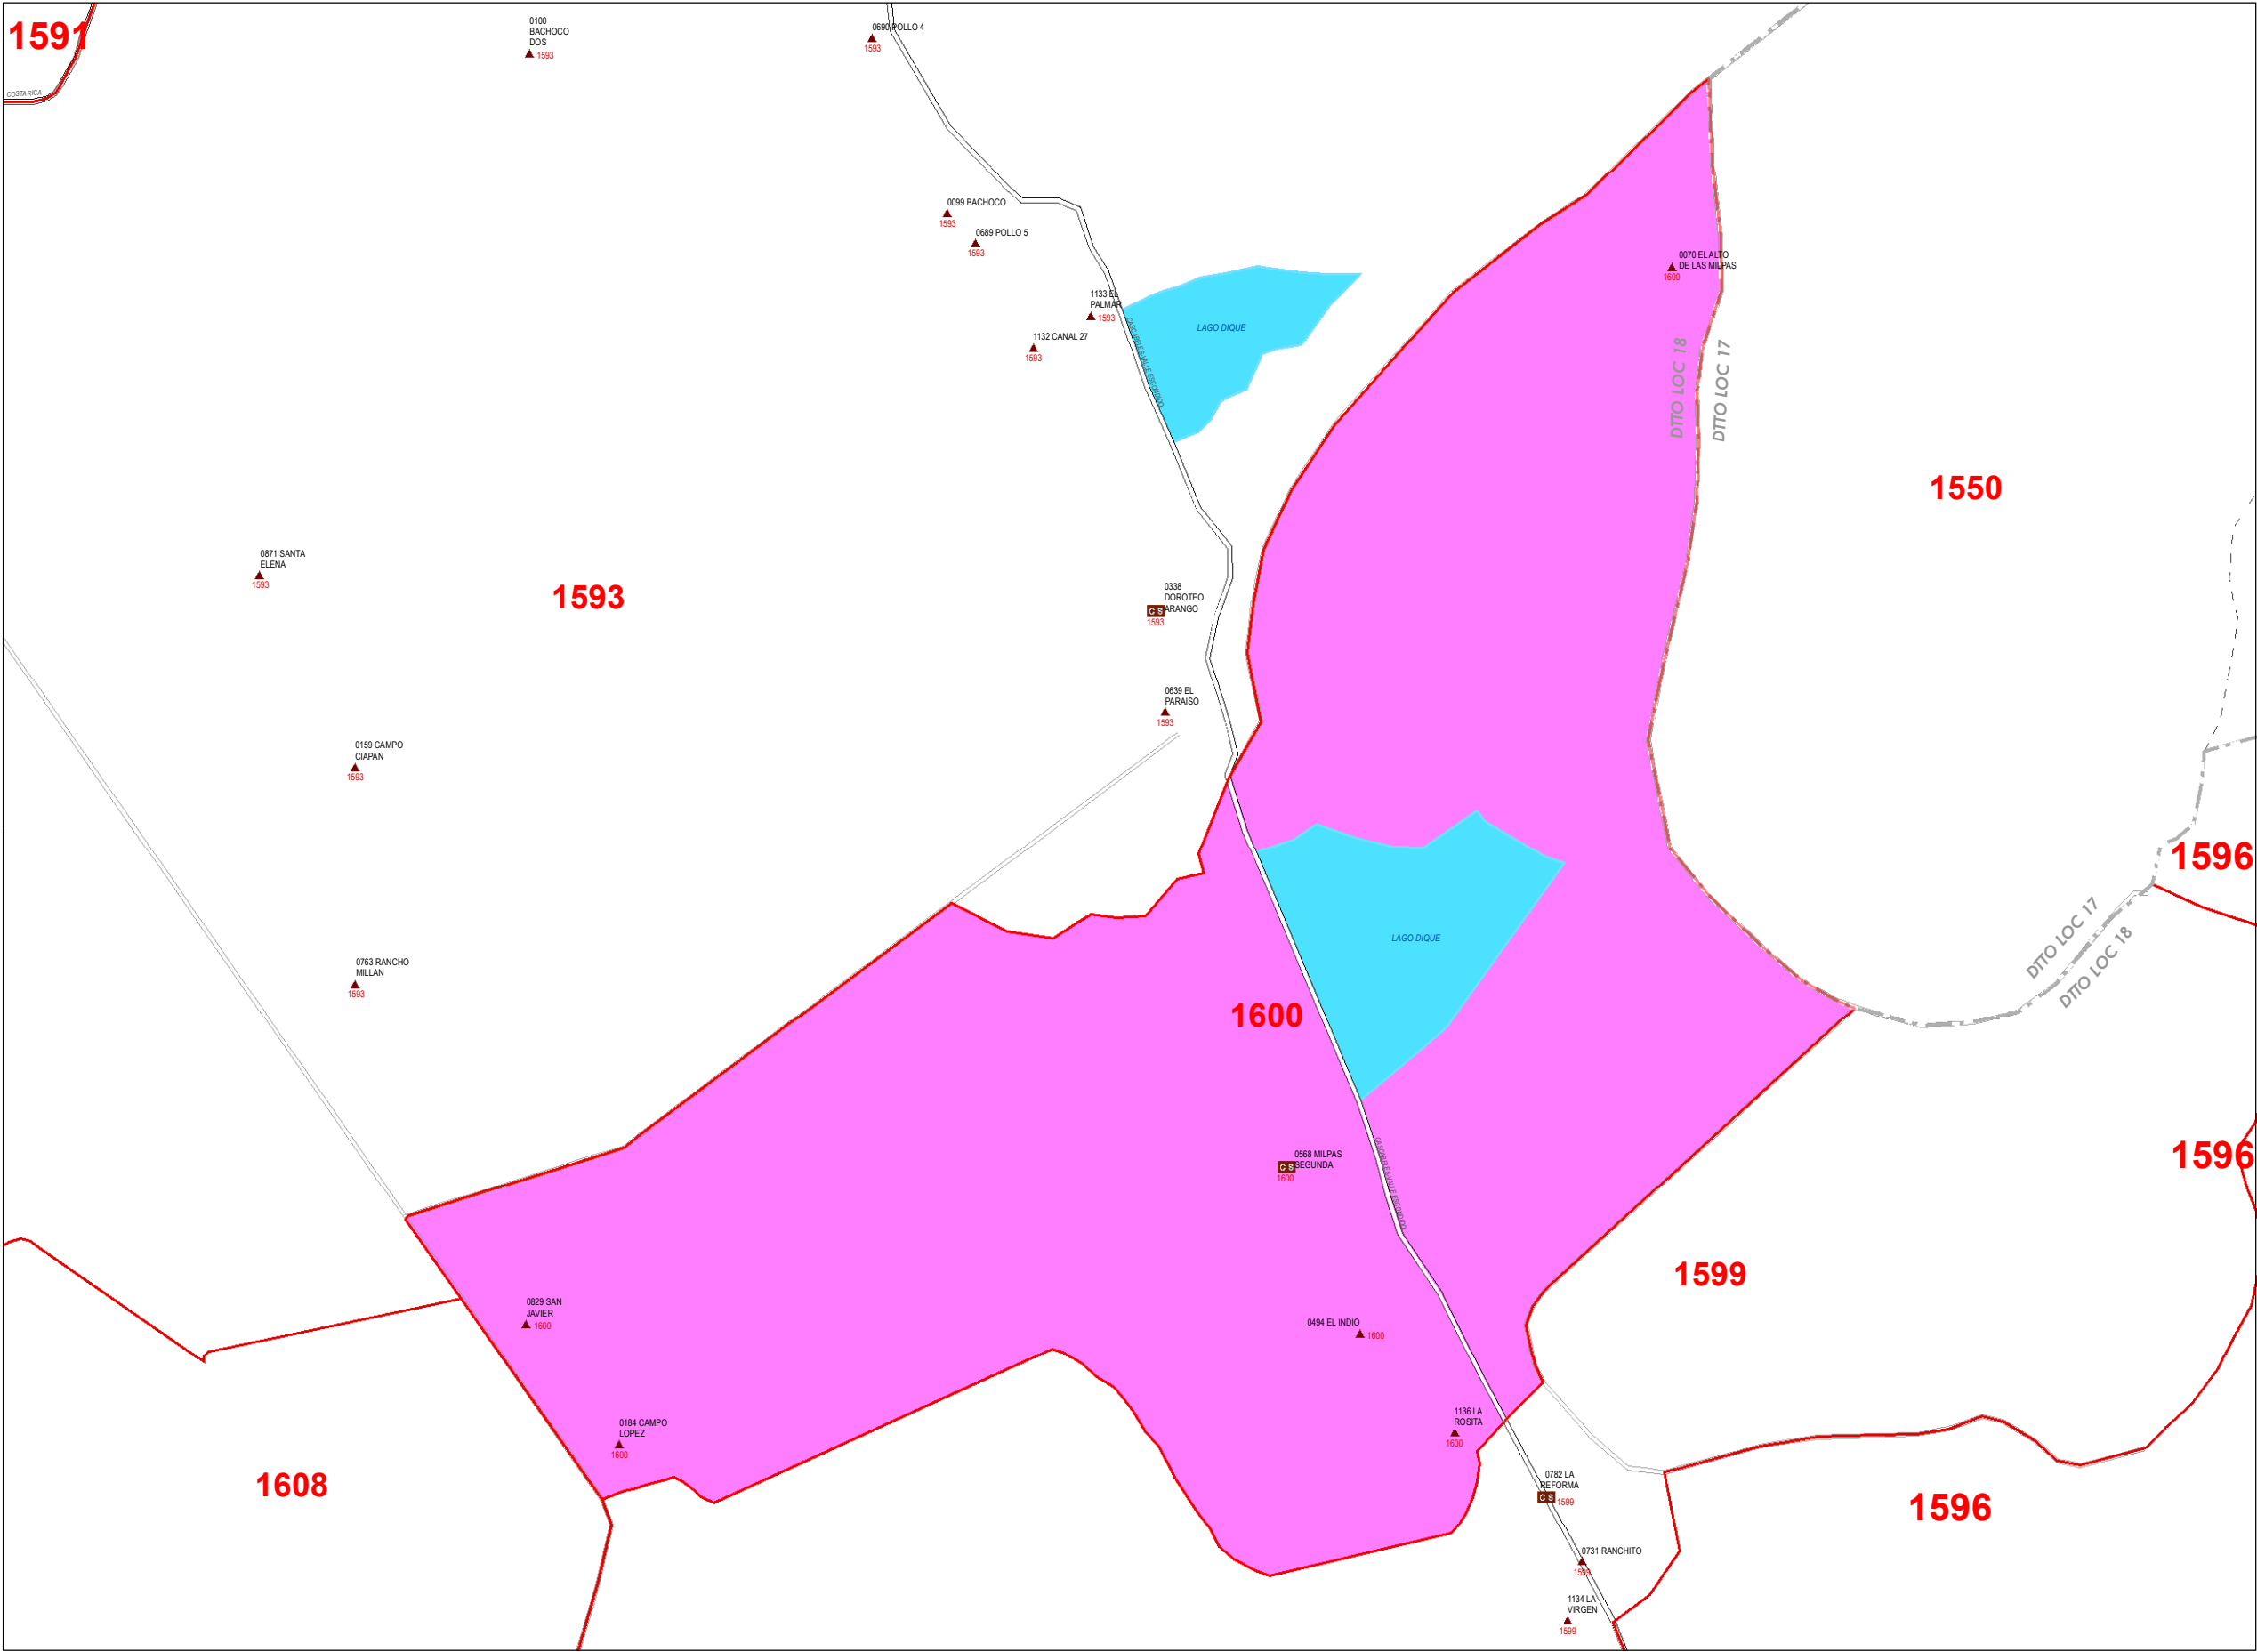 1591
COSTA RICA
0100
BACHOCO
DOS
1593
0690 POLLO 4
1593
0099 BACHOCO
1593
0689 POLLO 5
1593
1133 EL
PALMAR
1593
1132 CANAL 27
1593
LAGO DIQUE
0070 EL ALTO
DE LAS MILPAS
1600
DTTO LOC 18
DTTO LOC 17
1550
0871 SANTA
ELENA
1593
1593
0338
DOROTEO
ARANGO
C S
1593
0639 EL
PARAISO
1593
0159 CAMPO
CIAPAN
1593
1596
0763 RANCHO
MILLAN
1593
LAGO DIQUE
DTTO LOC 17
DTTO LOC 18
1600
0568 MILPAS
SEGUNDA
C S
1600
1596
1599
0829 SAN
JAVIER
1600
0494 EL INDIO
1600
0184 CAMPO
LOPEZ
1600
1136 LA
ROSITA
1600
1608
0782 LA
REFORMA
C S
1599
1596
0731 RANCHITO
1599
1134 LA
VIRGEN
1599